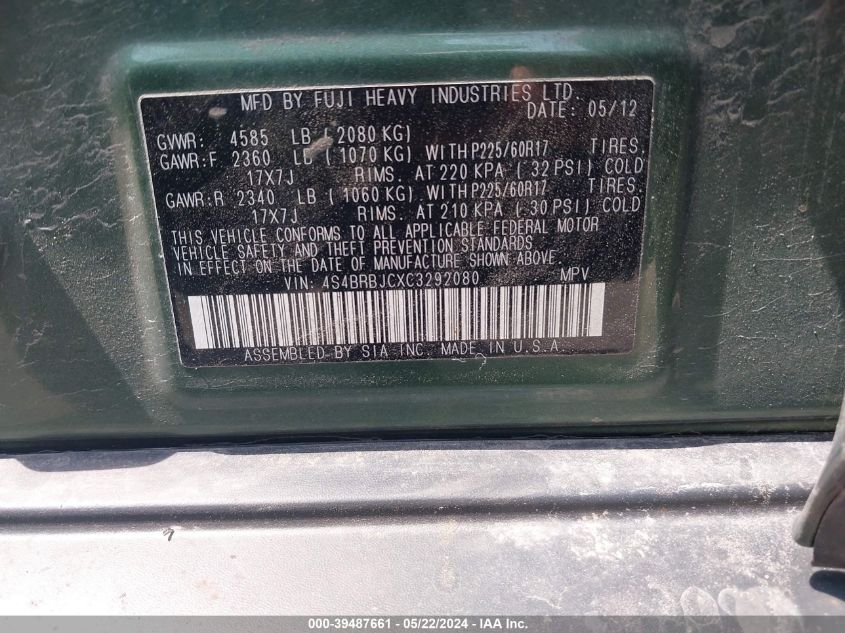 MFD BY FUJI HEAVY INDUSTRIES LTD.
DATE: 05/12
GVWR: 4585 LB (2080 KG)
GAWR:F 2360 LB (1070 KG) WITH P225/60R17 TIRES.
17X7J RIMS. AT 220 KPA (32 PSI) COLD
GAWR:R 2340 LB (1060 KG) WITH P225/60R17 TIRES.
17X7J RIMS. AT 210 KPA (30 PSI) COLD
THIS VEHICLE CONFORMS TO ALL APPLICABLE FEDERAL MOTOR
VEHICLE SAFETY AND THEFT PREVENTION STANDARDS
IN EFFECT ON THE DATE OF MANUFACTURE SHOWN ABOVE.
VIN: 4S4BRBJCXC3292080 MPV
ASSEMBLED BY SIA INC. MADE IN U.S.A
000-39487661 - 05/22/2024 - IAA Inc.